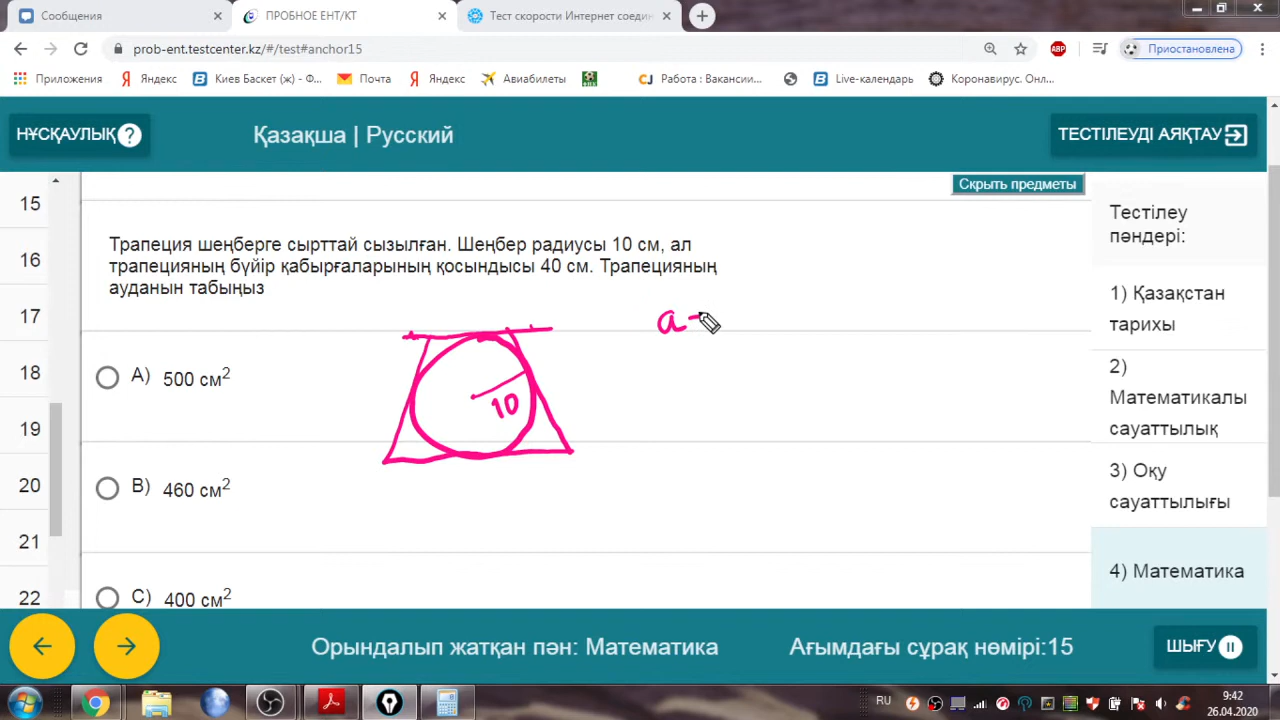 Сообщения
ПРОБНОЕ ЕНТ/КТ
Тест скорости Интернет соедин
prob-ent.testcenter.kz/#/test#anchor15
ABP
Приостановлена
Приложения
Яндекс
Киев Баскет (ж) - Ф...
Почта
Яндекс
Авиабилеты
Работа : Вакансии...
Live-календарь
Коронавирус. Онл...
НҰСҚАУЛЫҚ ?
Қазақша | Русский
ТЕСТІЛЕУДІ АЯҚТАУ
Скрыть предметы
15
16
17
18
19
20
21
22
Трапеция шеңберге сырттай сызылған. Шеңбер радиусы 10 см, ал
трапецияның бүйір қабырғаларының қосындысы 40 см. Трапецияның
ауданын табыңыз
a -
10
A) 500 см²
B) 460 см²
C) 400 см²
Тестілеу
пәндері:
1) Қазақстан
тарихы
2)
Математикалы
сауаттылық
3) Оқу
сауаттылығы
4) Математика
Орындалып жатқан пән: Математика
Ағымдағы сұрақ нөмірі:15
ШЫҒУ
RU
9:42
26.04.2020